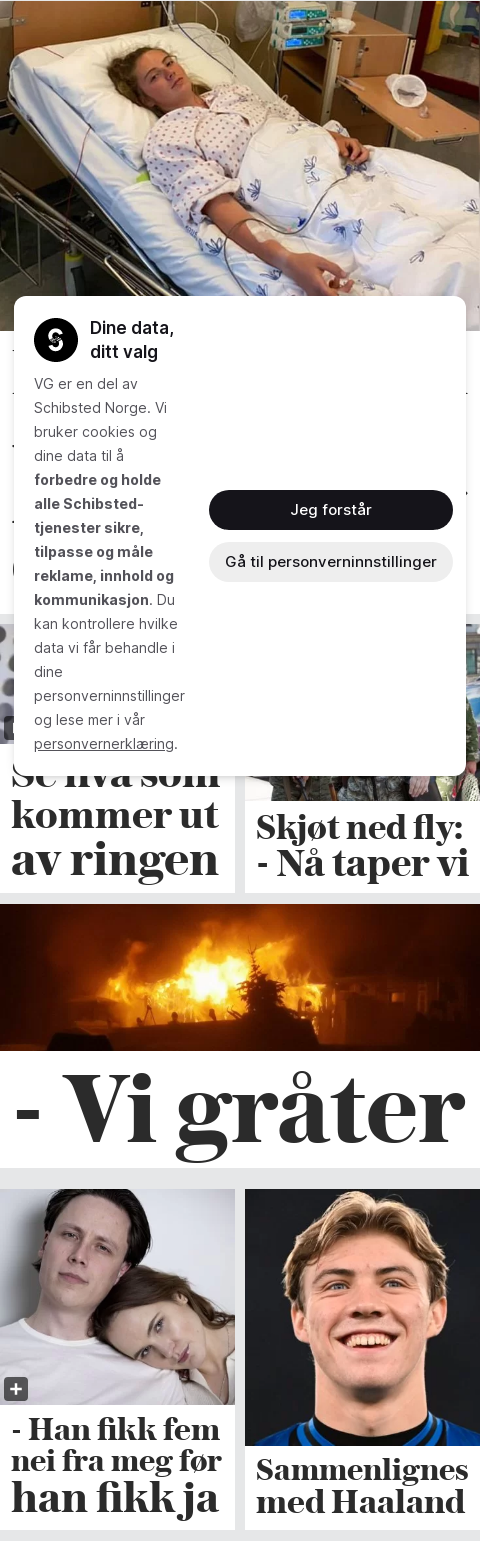 Dine data,
ditt valg
VG er en del av
Schibsted Norge. Vi
bruker cookies og
dine data til å
forbedre og holde
alle Schibsted-
tjenester sikre,
tilpasse og måle
reklame, innhold og
kommunikasjon. Du
kan kontrollere hvilke
data vi får behandle i
dine
personverninnstillinger
og lese mer i vår
personvernerklæring.
Jeg forstår
Gå til personverninnstillinger
Se hva som
kommer ut
av ringen
Skjøt ned fly:
- Nå taper vi
- Vi gråter
- Han fikk fem
nei fra meg før
han fikk ja
Sammenlignes
med Haaland